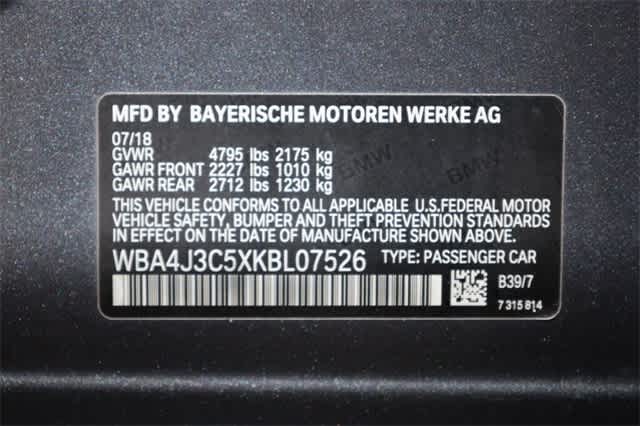 MFD BY BAYERISCHE MOTOREN WERKE AG
07/18
GVWR 4795 lbs 2175 kg
GAWR FRONT 2227 lbs 1010 kg
GAWR REAR 2712 lbs 1230 kg
BMW BMW
THIS VEHICLE CONFORMS TO ALL APPLICABLE U.S.FEDERAL MOTOR
VEHICLE SAFETY, BUMPER AND THEFT PREVENTION STANDARDS
IN EFFECT ON THE DATE OF MANUFACTURE SHOWN ABOVE.
WBA4J3C5XKBL07526 TYPE: PASSENGER CAR
B39/7
7 315 814